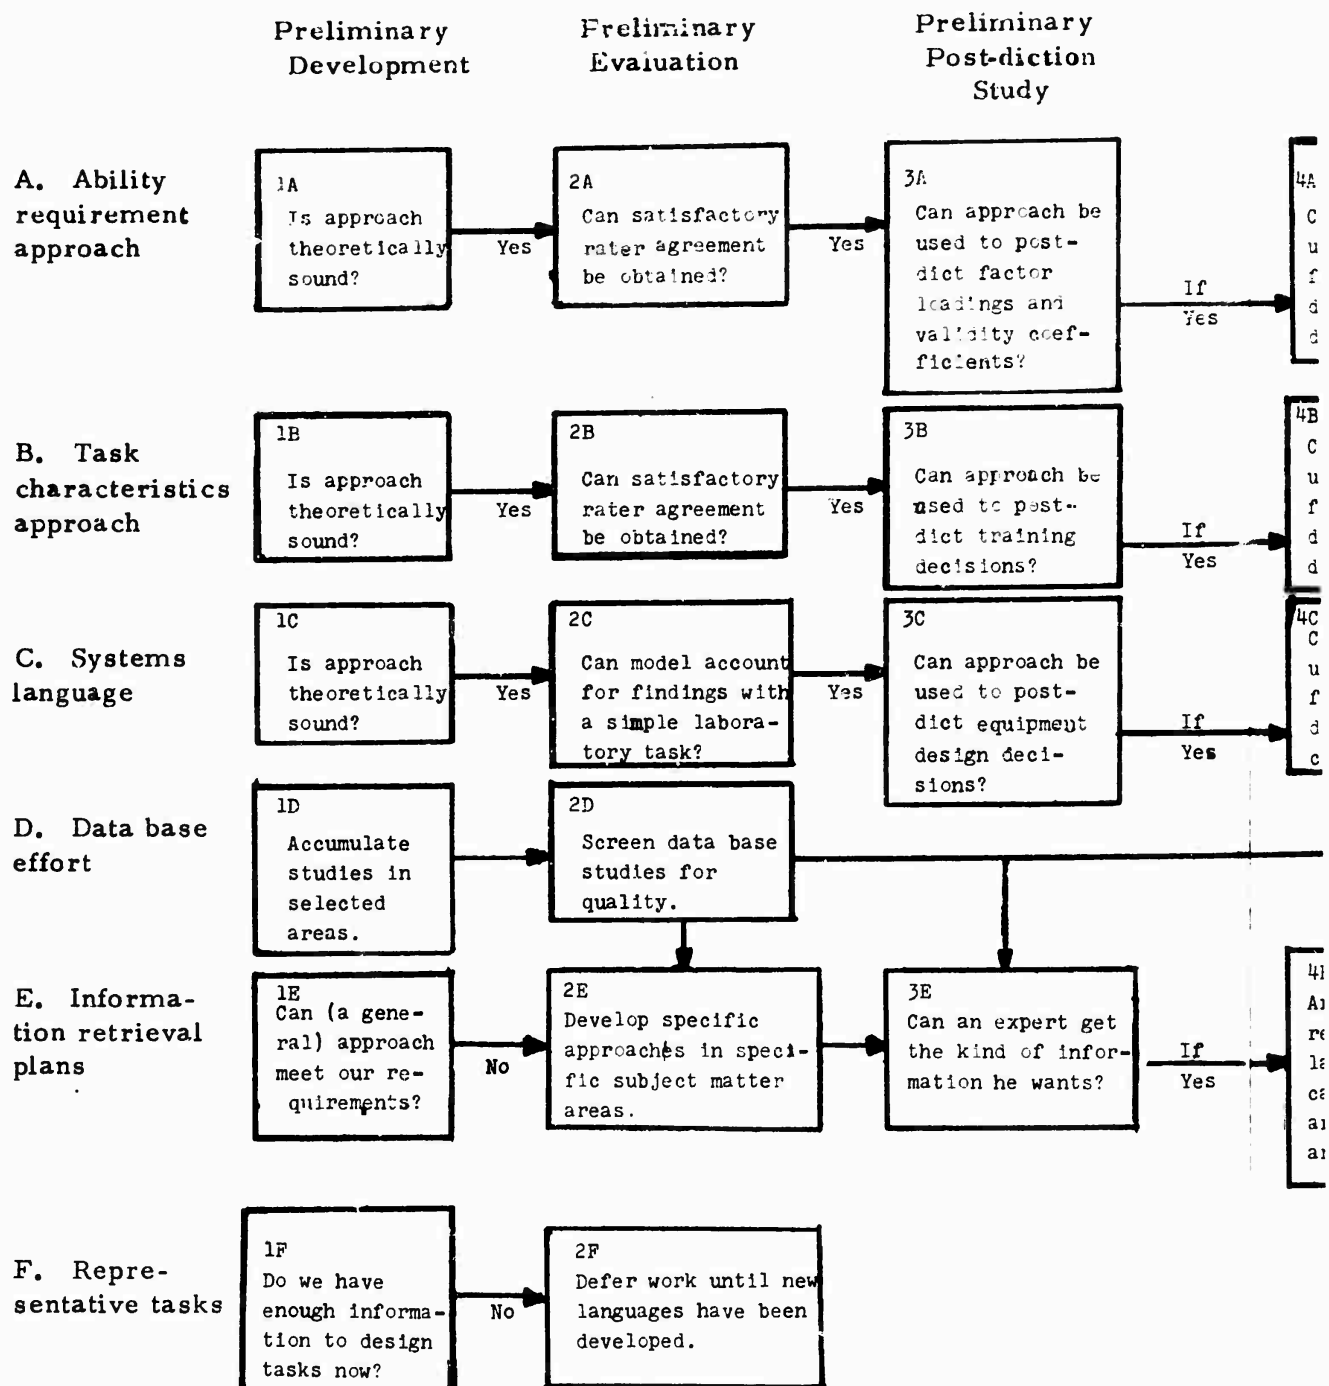 Preliminary
Development
Preliminary
Evaluation
Preliminary
Post-diction
Study
A. Ability
requirement
approach
1A
Is approach
theoretically
sound?
Yes
2A
Can satisfactory
rater agreement
be obtained?
Yes
3A
Can approach be
used to post-
dict factor
loadings and
validity coef-
ficients?
If
Yes
4A
C
u
f
d
d
B. Task
characteristics
approach
1B
Is approach
theoretically
sound?
Yes
2B
Can satisfactory
rater agreement
be obtained?
Yes
3B
Can approach be
used to post-
dict training
decisions?
If
Yes
4B
C
u
f
d
d
C. Systems
language
1C
Is approach
theoretically
sound?
Yes
2C
Can model account
for findings with
a simple labora-
tory task?
Yes
3C
Can approach be
used to post-
dict equipment
design deci-
sions?
If
Yes
4C
C
u
f
d
c
D. Data base
effort
1D
Accumulate
studies in
selected
areas.
2D
Screen data base
studies for
quality.
E. Informa-
tion retrieval
plans
1E
Can (a gene-
ral) approach
meet our re-
quirements?
No
2E
Develop specific
approaches in speci-
fic subject matter
areas.
3E
Can an expert get
the kind of infor-
mation he wants?
If
Yes
re
la
ca
F. Repre-
sentative tasks
1F
Do we have
enough informa-
tion to design
tasks now?
No
2F
Defer work until new
languages have been
developed.